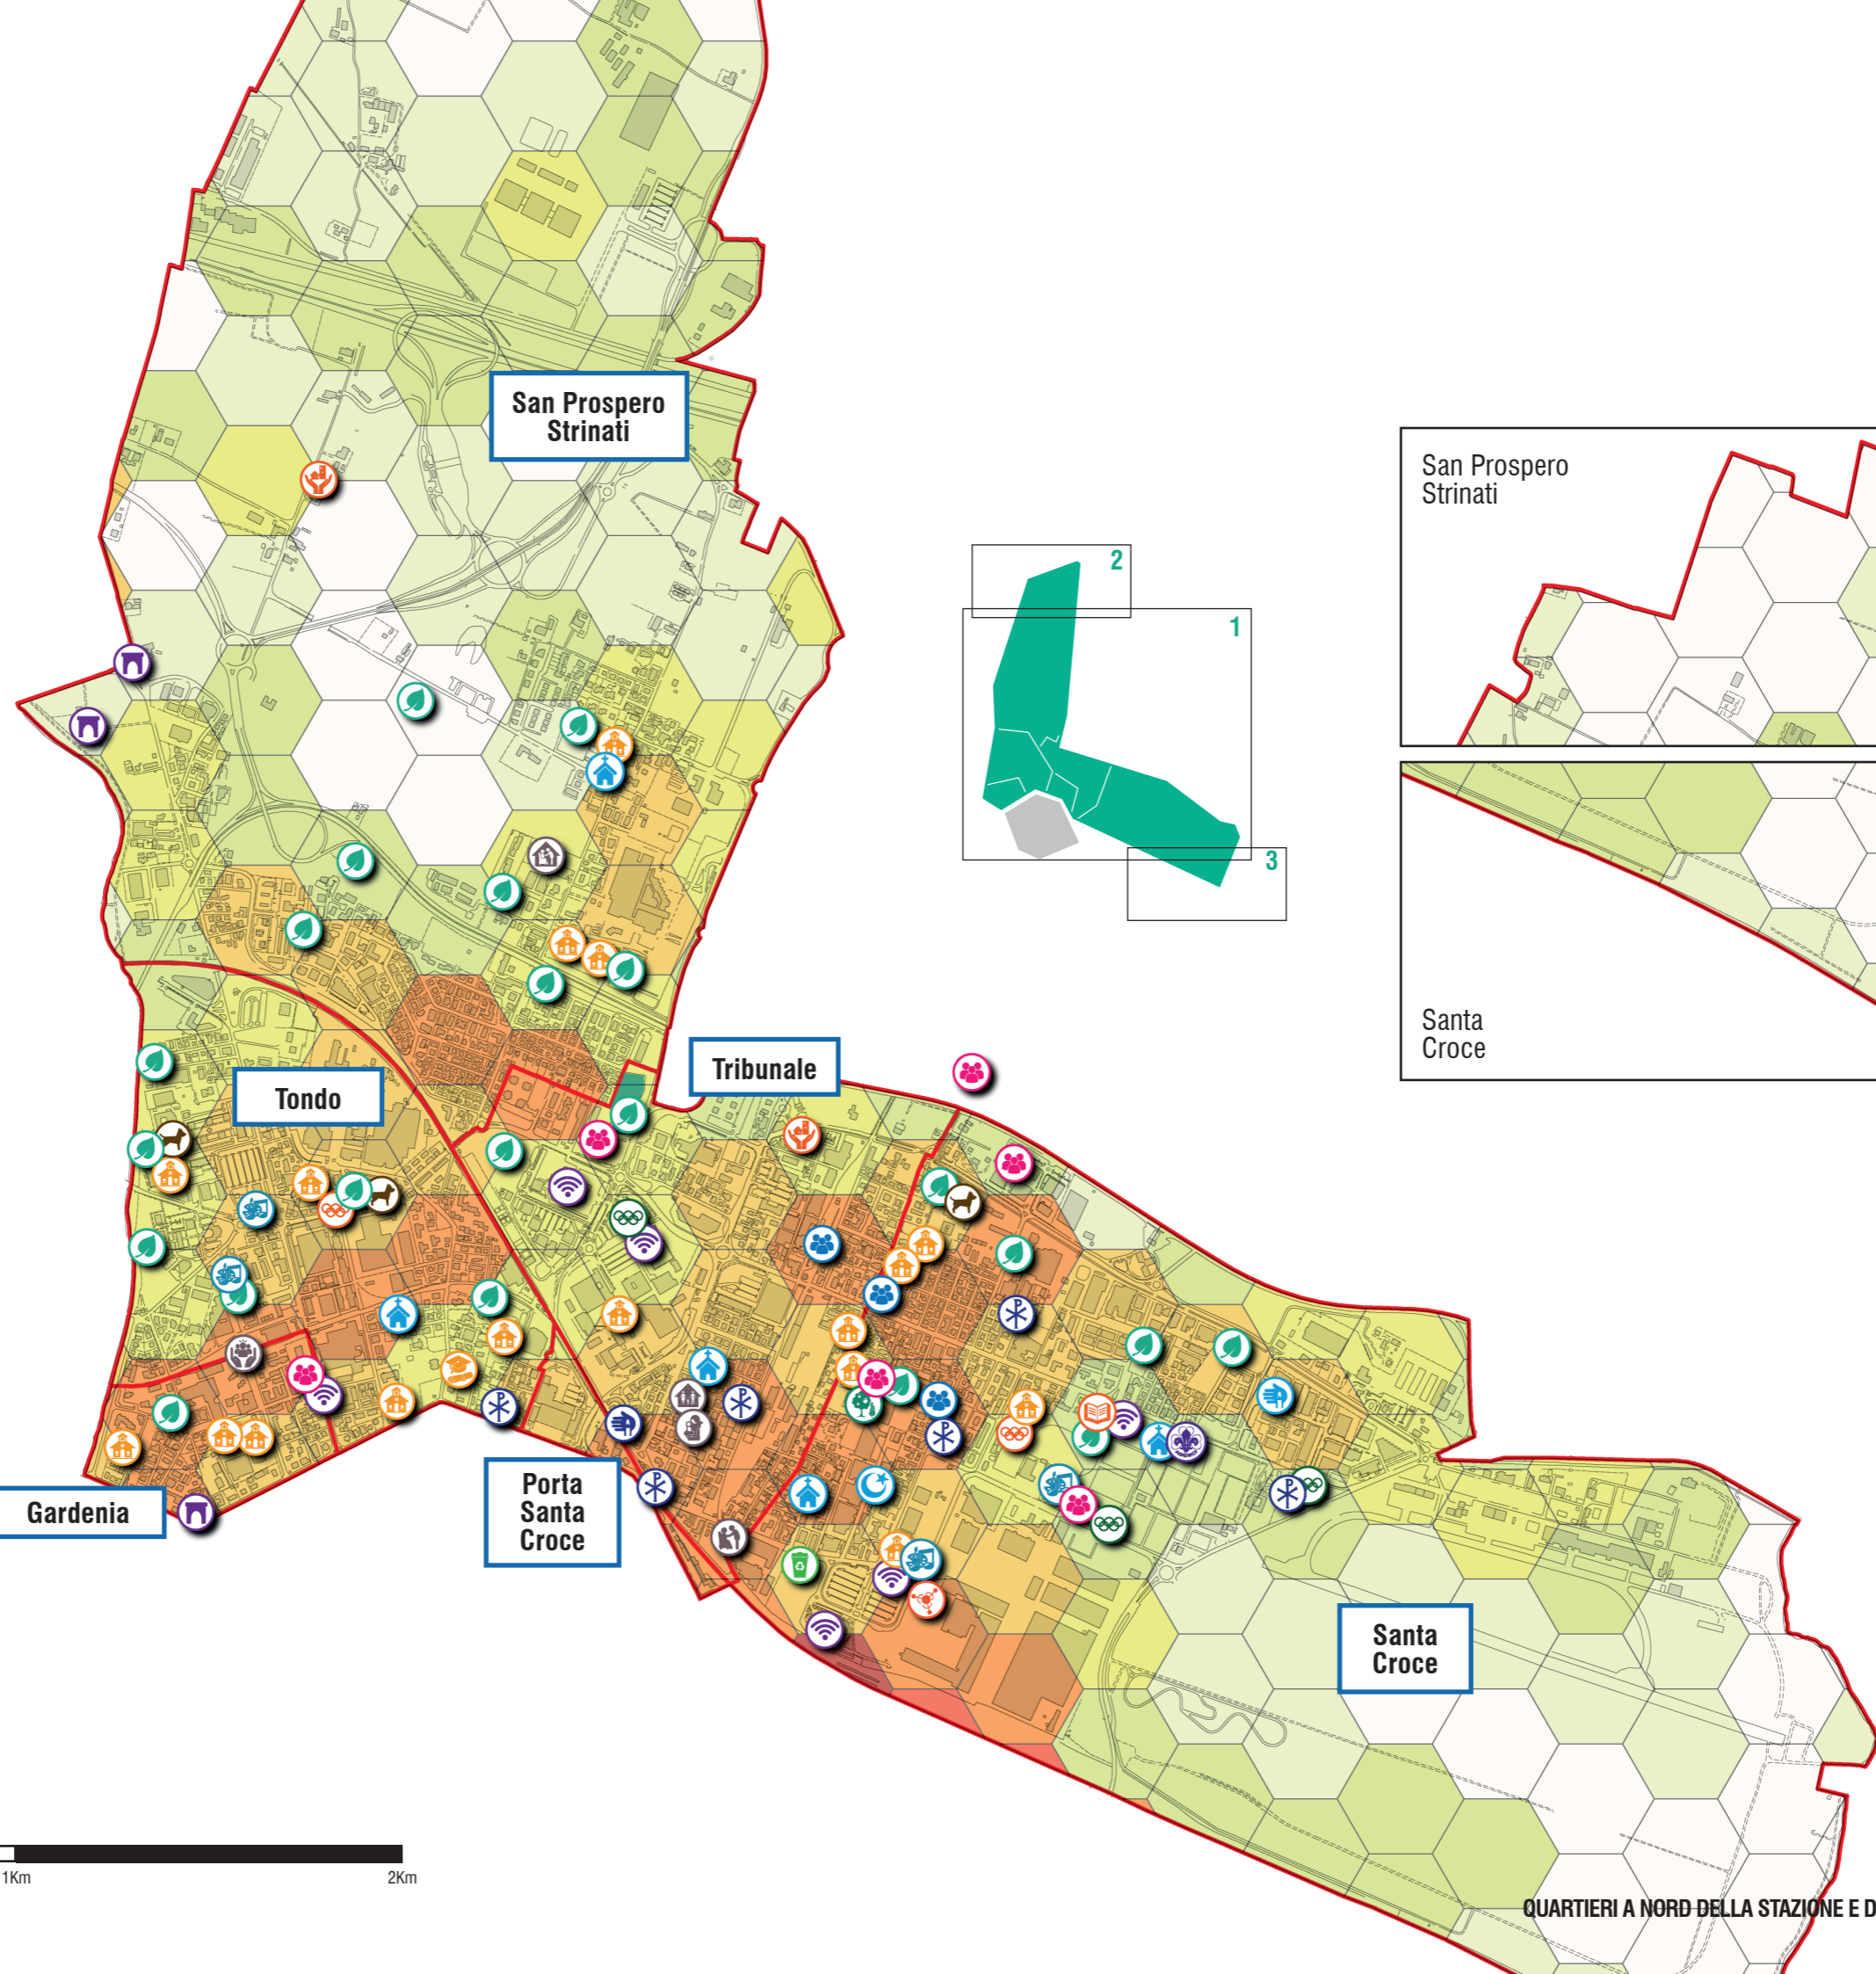 San Prospero
Strinati
San Prospero
Strinati
2
1
3
Santa
Croce
Tribunale
Tondo
Gardenia
Porta
Santa
Croce
Santa
Croce
1Km
2Km
QUARTIERI A NORD DELLA STAZIONE E D